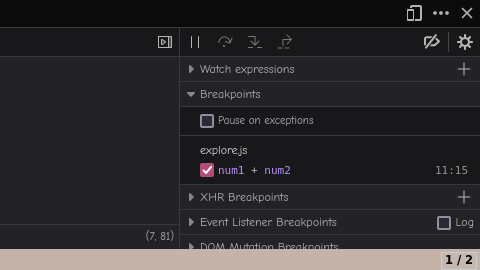 Watch expressions
Breakpoints
Pause on exceptions
explore.js
num1 + num2 11:15
XHR Breakpoints
Event Listener Breakpoints Log
(7, 81)
DOM Mutation Breakpoints
1 / 2